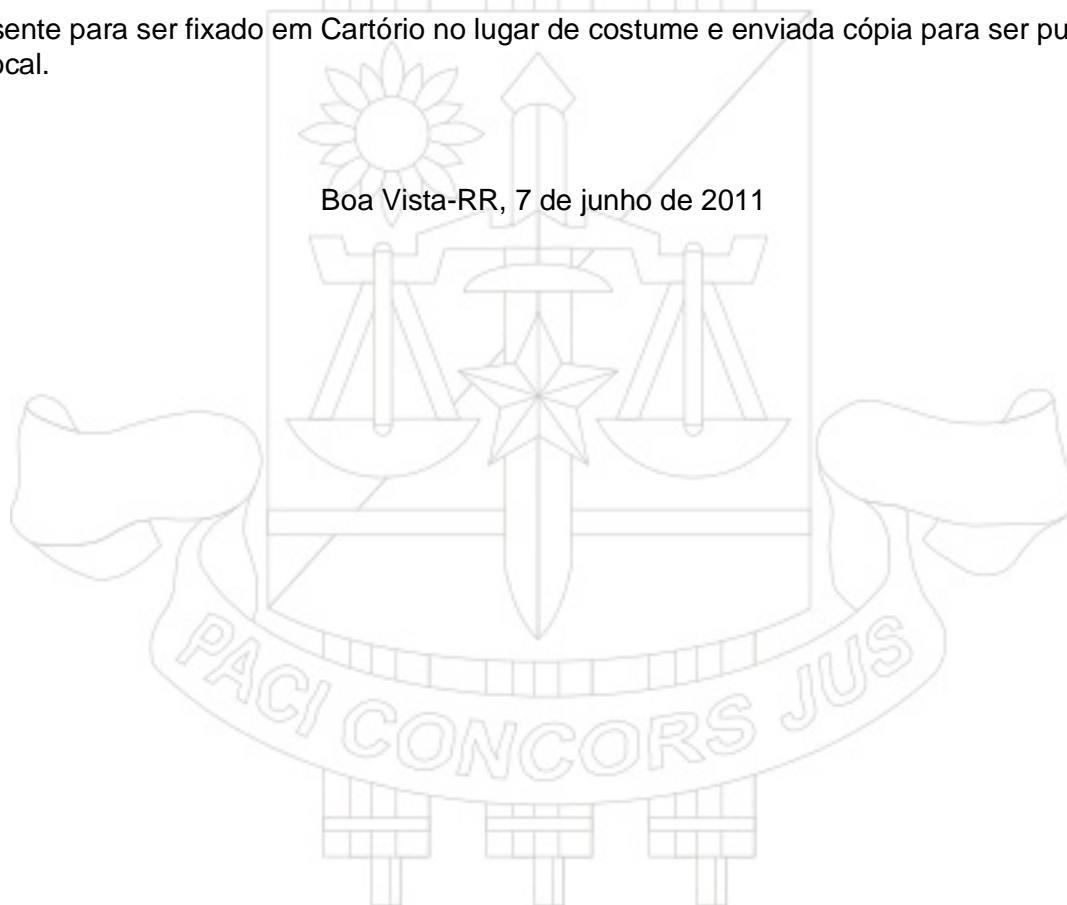 sente para ser fixado em Cartório no lugar de costume e enviada cópia para ser pu
ocal.
Boa Vista-RR, 7 de junho de 2011
PACI CONCORS JUS